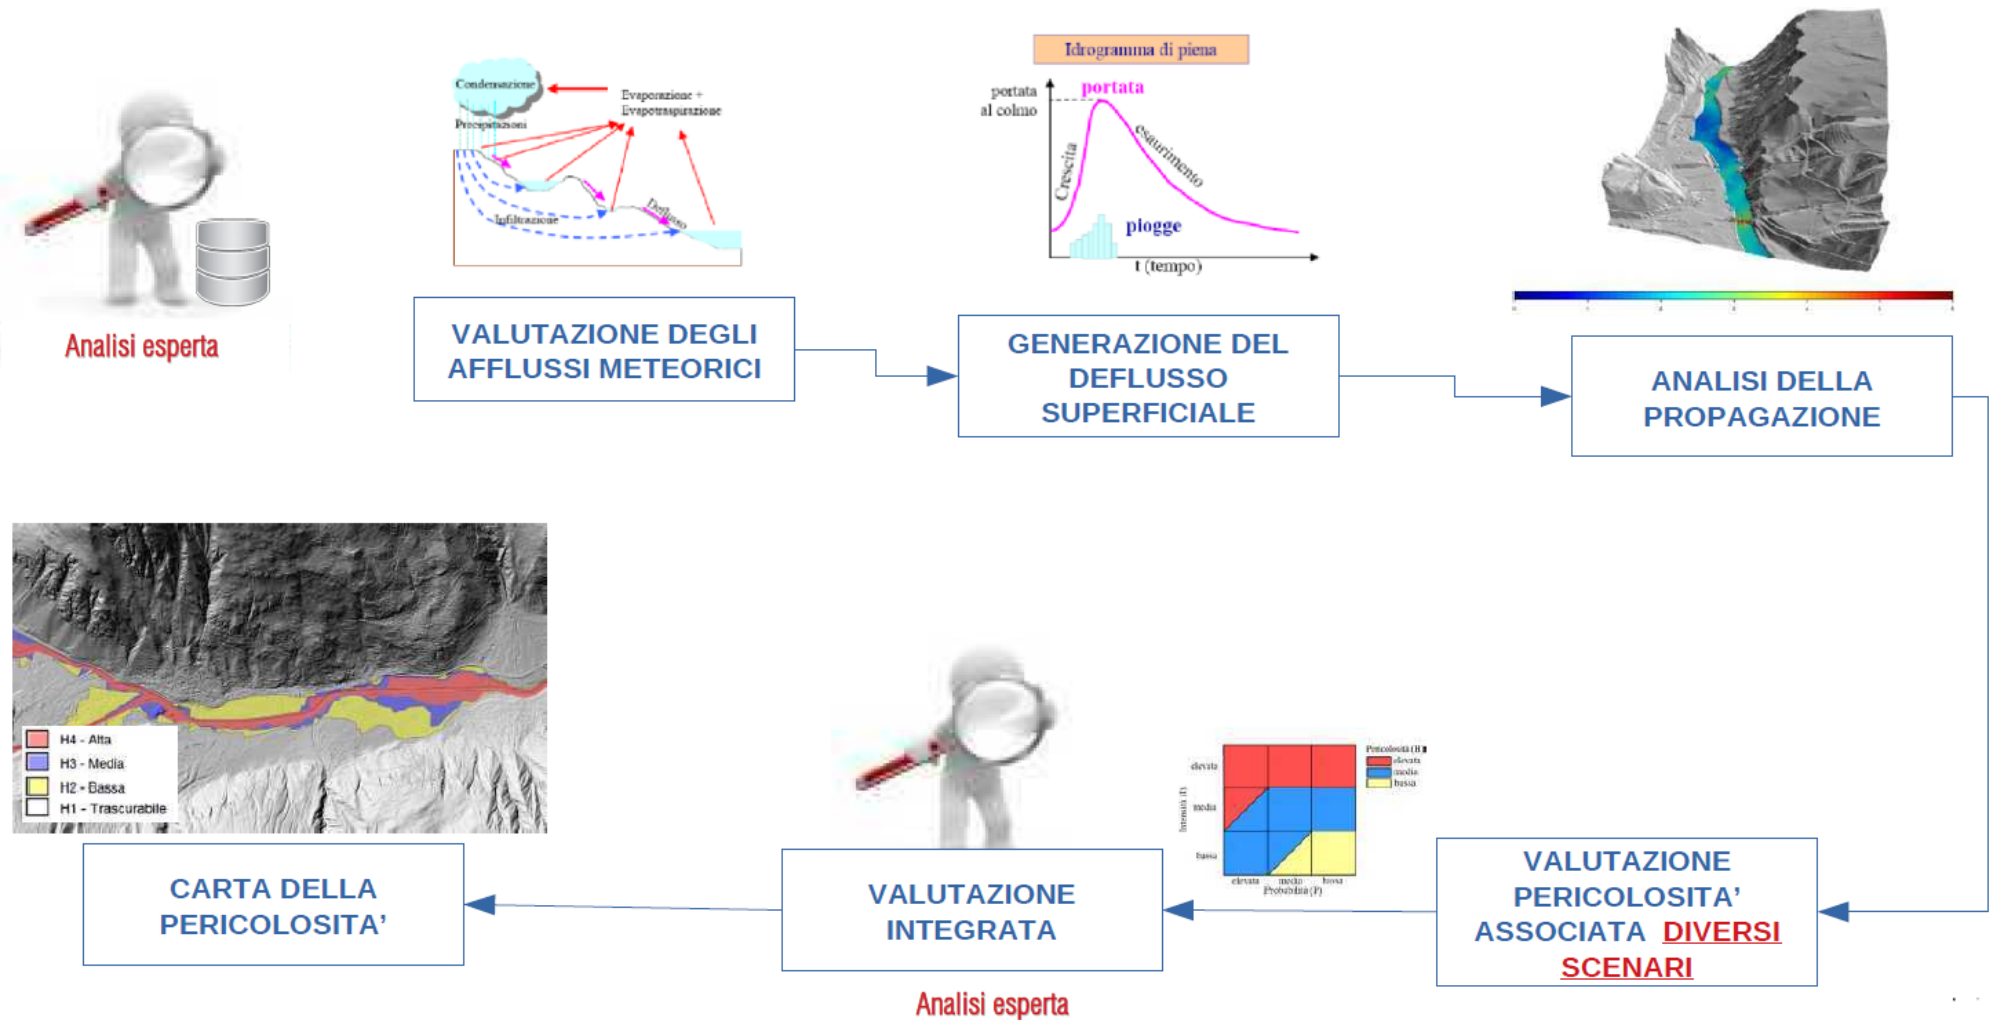 Analisi esperta
Condensazione
Evaporazione +
Evapotraspirazione
Precipitazioni
Infiltrazione
Deflusso
VALUTAZIONE DEGLI
AFFLUSSI METEORICI
Idrogramma di piena
portata
al colmo
portata
Crescita
esaurimento
piogge
t (tempo)
GENERAZIONE DEL
DEFLUSSO
SUPERFICIALE
ANALISI DELLA
PROPAGAZIONE
H4 - Alta
H3 - Media
H2 - Bassa
H1 - Trascurabile
CARTA DELLA
PERICOLOSITA’
VALUTAZIONE
INTEGRATA
Analisi esperta
Pericolosità (H)
elevata
media
bassa
Intensità (I)
elevata
media
bassa
elevata media bassa
Probabilità (P)
VALUTAZIONE
PERICOLOSITA’
ASSOCIATA DIVERSI
SCENARI